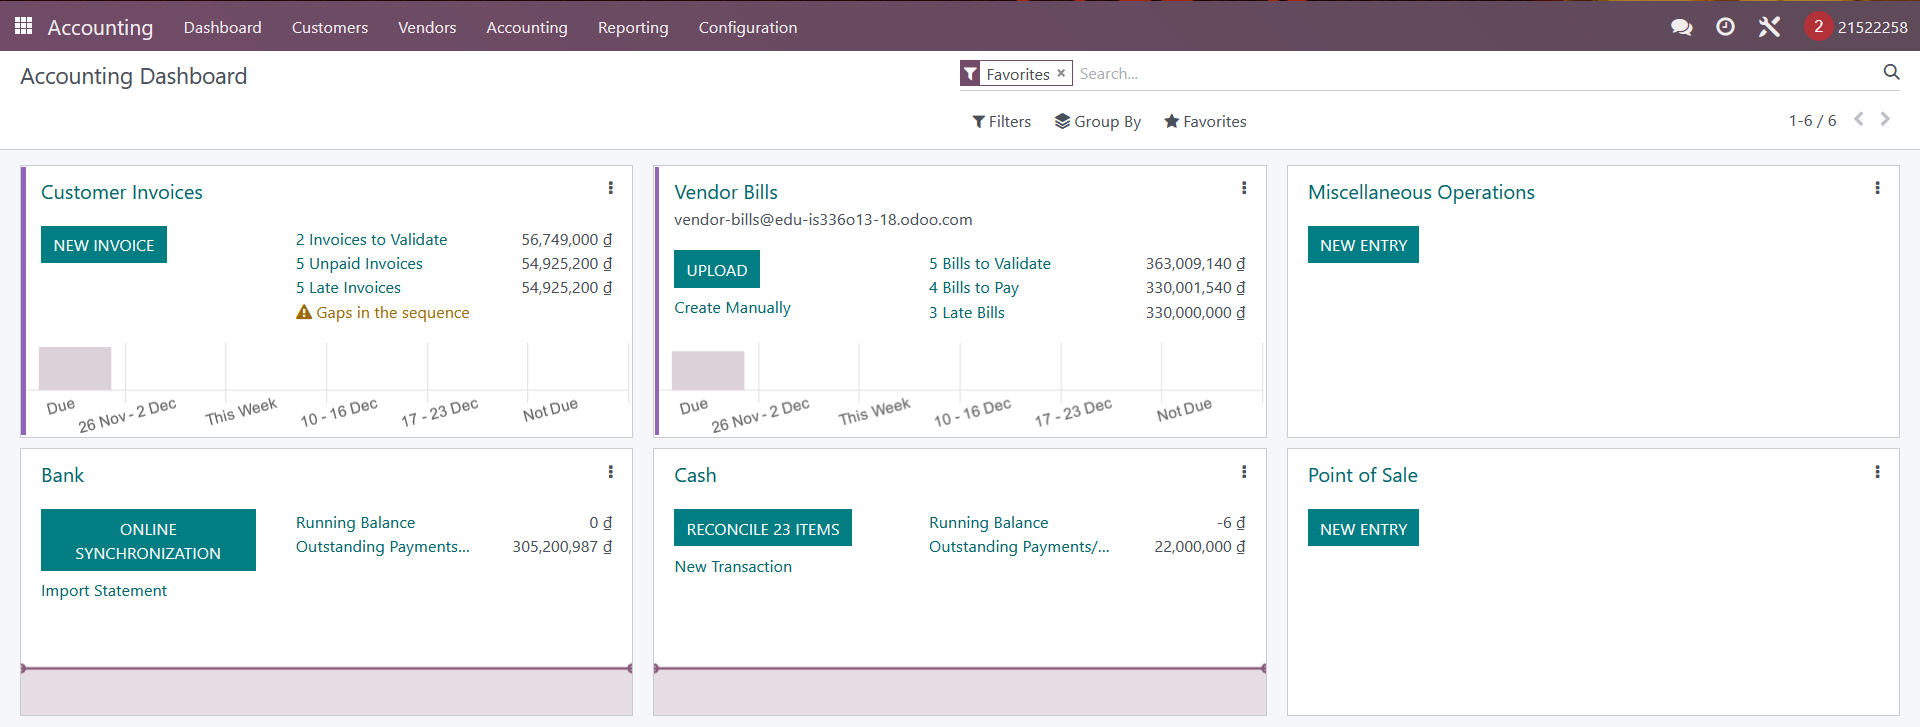 Accounting Dashboard Customers Vendors Accounting Reporting Configuration 2 21522258
Accounting Dashboard
Favorites × Search...
Filters Group By Favorites 1-6 / 6
Customer Invoices
NEW INVOICE
2 Invoices to Validate 56,749,000 ₫
5 Unpaid Invoices 54,925,200 ₫
5 Late Invoices 54,925,200 ₫
Gaps in the sequence
Due 26 Nov - 2 Dec This Week 10 - 16 Dec 17 - 23 Dec Not Due
Vendor Bills
vendor-bills@edu-is336o13-18.odoo.com
UPLOAD
Create Manually
5 Bills to Validate 363,009,140 ₫
4 Bills to Pay 330,001,540 ₫
3 Late Bills 330,000,000 ₫
Due 26 Nov - 2 Dec This Week 10 - 16 Dec 17 - 23 Dec Not Due
Miscellaneous Operations
NEW ENTRY
Bank
ONLINE
SYNCHRONIZATION
Import Statement
Running Balance 0 ₫
Outstanding Payments... 305,200,987 ₫
Cash
RECONCILE 23 ITEMS
New Transaction
Running Balance -6 ₫
Outstanding Payments/... 22,000,000 ₫
Point of Sale
NEW ENTRY